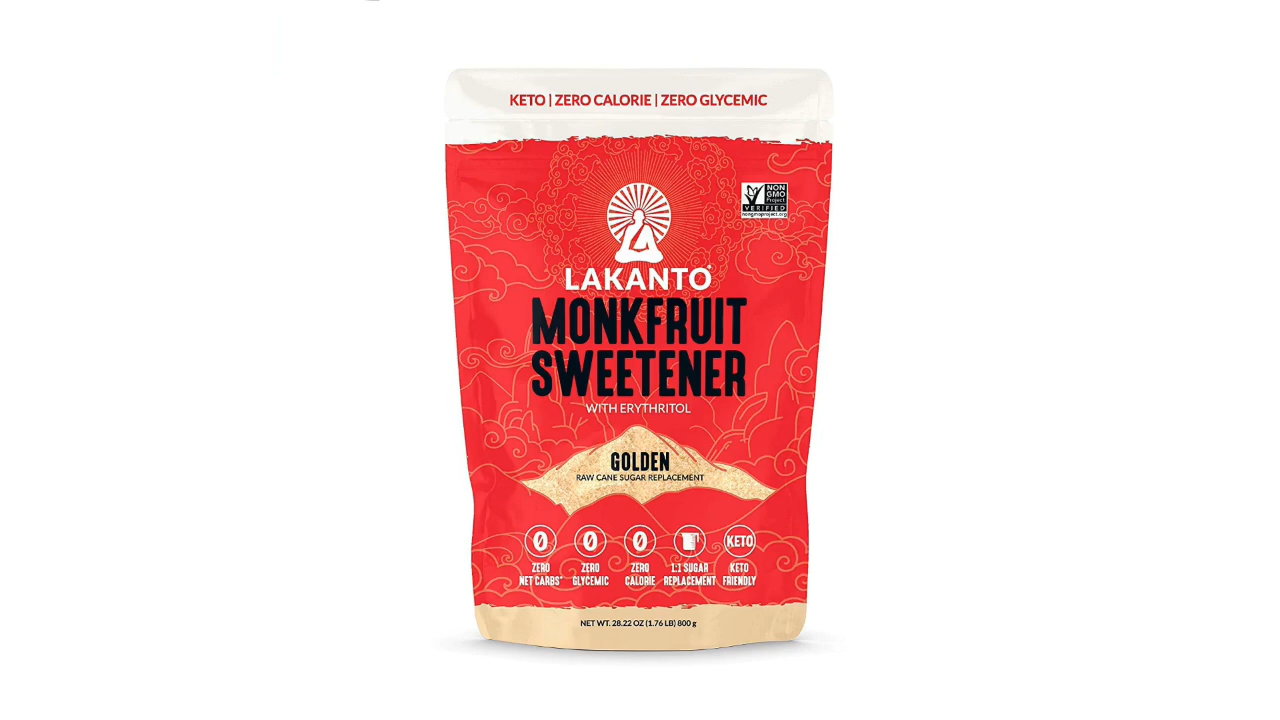 KETO | ZERO CALORIE | ZERO GLYCEMIC
NON
GMO
Project
VERIFIED
nongmoproject.org
LAKANTO®
MONKFRUIT
SWEETENER
WITH ERYTHRITOL
GOLDEN
RAW CANE SUGAR REPLACEMENT
0 0 0 KETO
ZERO NET CARBS*
ZERO GLYCEMIC
ZERO CALORIE
1:1 SUGAR REPLACEMENT
KETO FRIENDLY
NET WT. 28.22 OZ (1.76 LB) 800 g